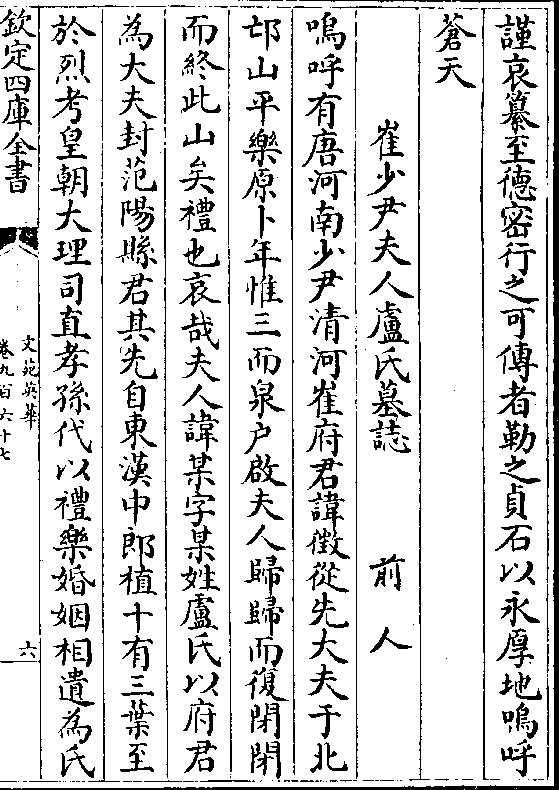 謹哀纂至德密行之可傳者勒之貞石以永厚地嗚呼
蒼天
崔少尹夫人盧氏墓誌 前人
嗚呼有唐河南少尹清河崔府君諱徵從先大夫于北
邙山平樂原卜年惟三而泉户啟夫人歸歸而復閉閉
而終此山矣禮也哀哉夫人諱某字某姓盧氏以府君
為大夫封范陽縣君其先自東漢中郎植十有三葉至
於烈考皇朝大理司直孝孫代以禮樂婚姻相遺為氏
欽定四庫全書
文苑英華
卷九百六十七
六